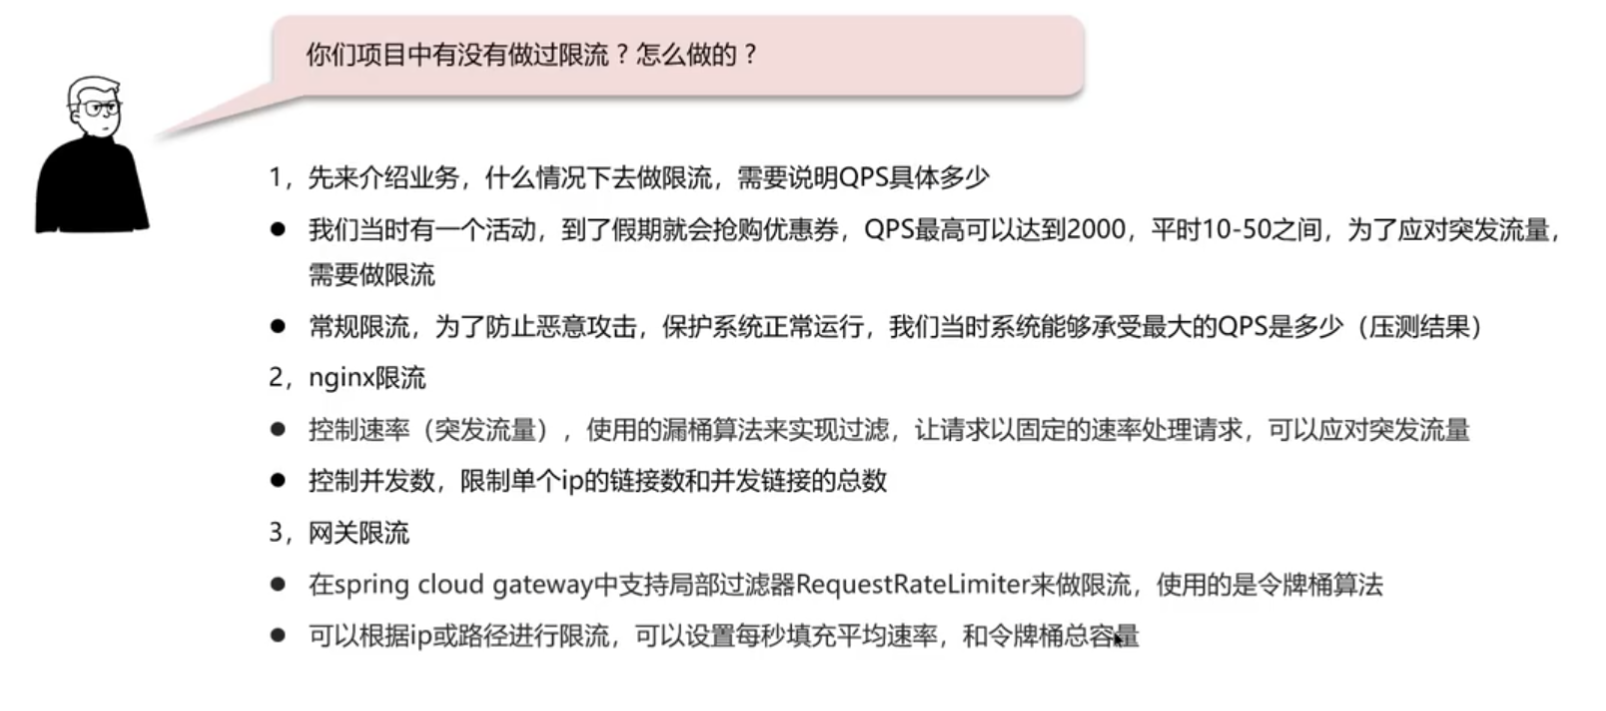 你们项目中有没有做过限流？怎么做的？
1，先来介绍业务，什么情况下去做限流，需要说明QPS具体多少
● 我们当时有一个活动，到了假期就会抢购优惠券，QPS最高可以达到2000，平时10-50之间，为了应对突发流量，
需要做限流
● 常规限流，为了防止恶意攻击，保护系统正常运行，我们当时系统能够承受最大的QPS是多少（压测结果）
2，nginx限流
● 控制速率（突发流量），使用的漏桶算法来实现过滤，让请求以固定的速率处理请求，可以应对突发流量
● 控制并发数，限制单个ip的链接数和并发链接的总数
3，网关限流
● 在spring cloud gateway中支持局部过滤器RequestRateLimiter来做限流，使用的是令牌桶算法
● 可以根据ip或路径进行限流，可以设置每秒填充平均速率，和令牌桶总容量